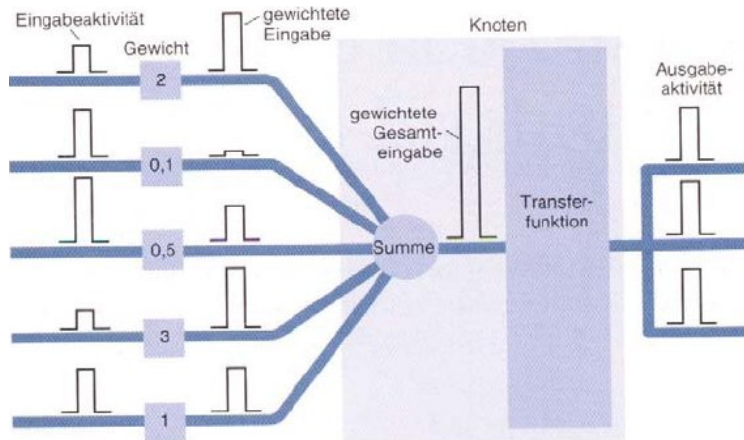 Eingabeaktivität
Gewicht
gewichtete
Eingabe
Knoten
2
0,1
0,5
3
1
Summe
gewichtete
Gesamt-
eingabe
Transfer-
funktion
Ausgabe-
aktivität